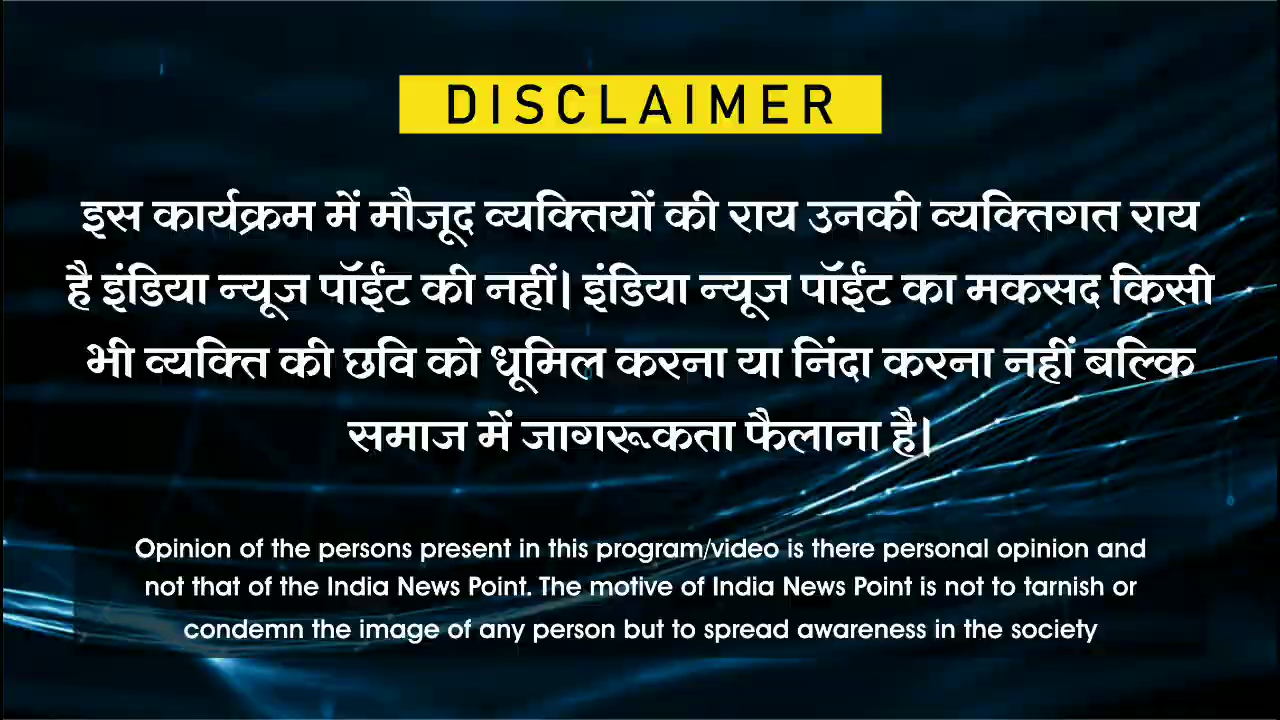 DISCLAIMER
इस कार्यक्रम में मौजूद व्यक्तियों की राय उनकी व्यक्तिगत राय
है इंडिया न्यूज पॉईंट की नहीं। इंडिया न्यूज पॉईंट का मकसद किसी
भी व्यक्ति की छवि को धूमिल करना या निंदा करना नहीं बल्कि
समाज में जागरूकता फैलाना है।
Opinion of the persons present in this program/video is there personal opinion and
not that of the India News Point. The motive of India News Point is not to tarnish or
condemn the image of any person but to spread awareness in the society